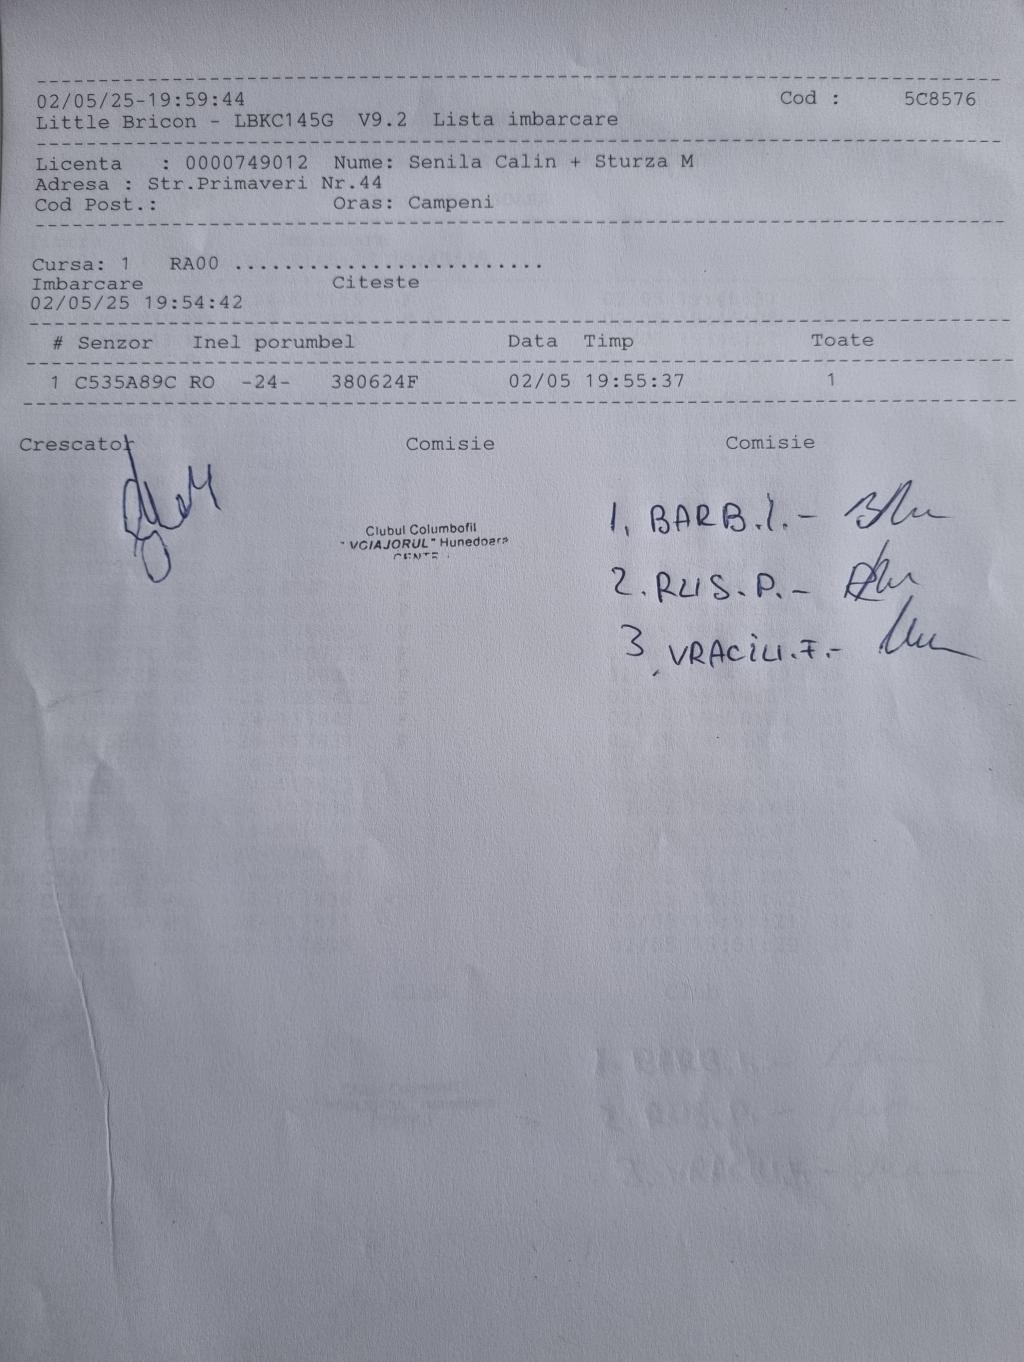 02/05/25-19:59:44 Cod : 5C8576
Little Bricon - LBKC145G V9.2 Lista imbarcare
Licenta : 0000749012 Nume: Senila Calin + Sturza M
Adresa : Str.Primaveri Nr.44
Cod Post.: Oras: Campeni
Cursa: 1 RA00 .........................
Imbarcare Citeste
02/05/25 19:54:42
# Senzor Inel porumbel Data Timp Toate
1 C535A89C RO -24- 380624F 02/05 19:55:37 1
Crescator Comisie Comisie
Clubul Columbofil
"VOIAJORUL" Hunedoara
1, BARB.I.-
2. RUS.P.-
3. VRACIU.F.-